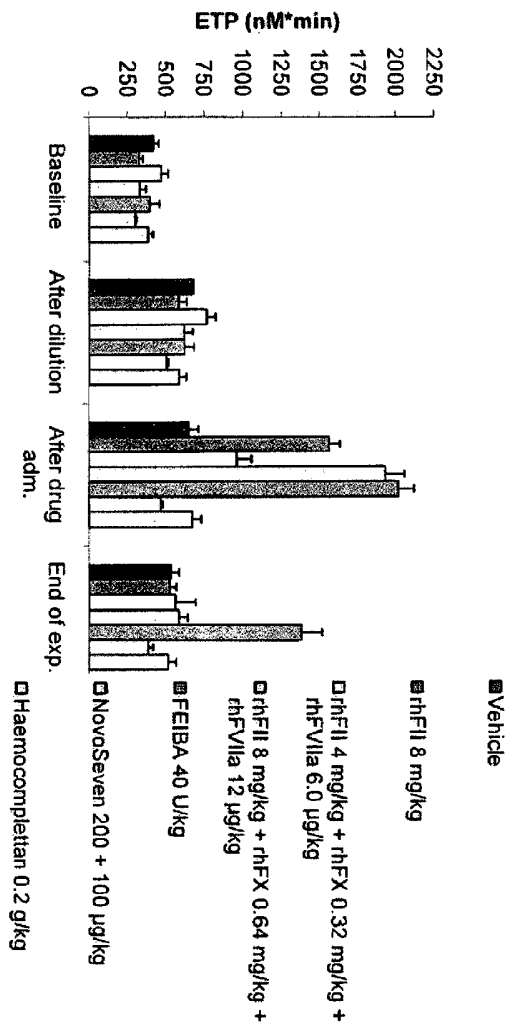 ETP (nM*min)
2250
2000
1750
1500
1250
1000
750
500
250
0
Baseline
After dilution
After drug
adm.
End of exp.
Vehicle
rhFII 8 mg/kg
rhFII 4 mg/kg + rhFX 0.32 mg/kg +
rhFVIIa 6.0 µg/kg
rhFII 8 mg/kg + rhFX 0.64 mg/kg +
rhFVIIa 12 µg/kg
FEIBA 40 U/kg
NovoSeven 200 + 100 µg/kg
Haemocomplettan 0.2 g/kg